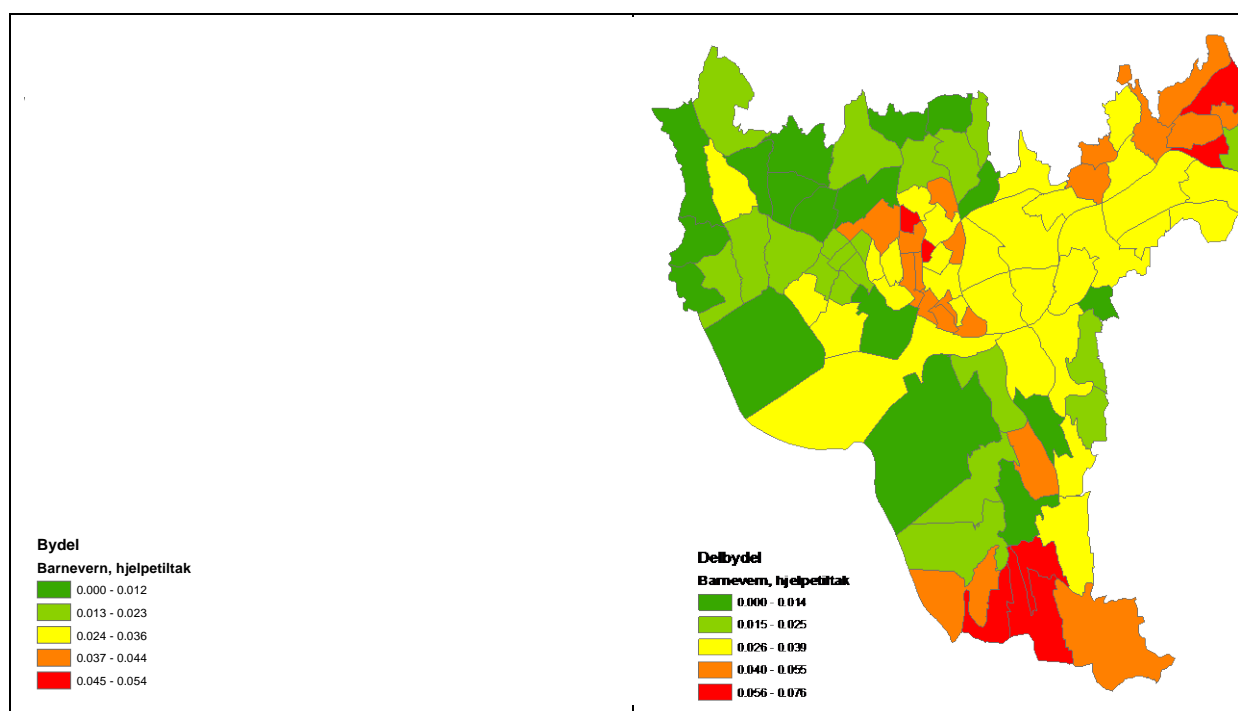 Bydel
Barnevern, hjelpetiltak
0.000 - 0.012
0.013 - 0.023
0.024 - 0.036
0.037 - 0.044
0.045 - 0.054
Delbydel
Barnevern, hjelpetiltak
0.000 - 0.014
0.015 - 0.025
0.026 - 0.039
0.040 - 0.055
0.056 - 0.076